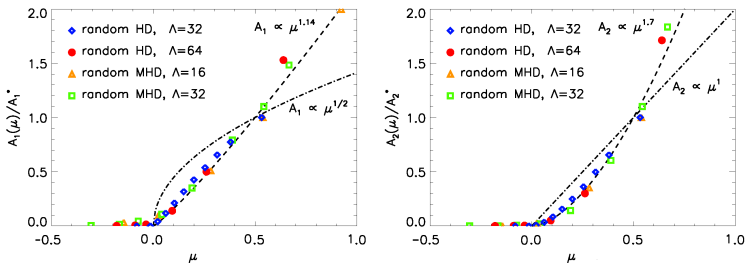 2.0
1.5
1.0
0.5
0.0
A₁(μ)/A₁*
random HD, Λ=32
random HD, Λ=64
random MHD, Λ=16
random MHD, Λ=32
A₁ ∝ μ^1.14
A₁ ∝ μ^1/2
-0.5 0.0 0.5 1.0
μ
2.0
1.5
1.0
0.5
0.0
A₂(μ)/A₂*
random HD, Λ=32
random HD, Λ=64
random MHD, Λ=16
random MHD, Λ=32
A₂ ∝ μ^1.7
A₂ ∝ μ^1
-0.5 0.0 0.5 1.0
μ